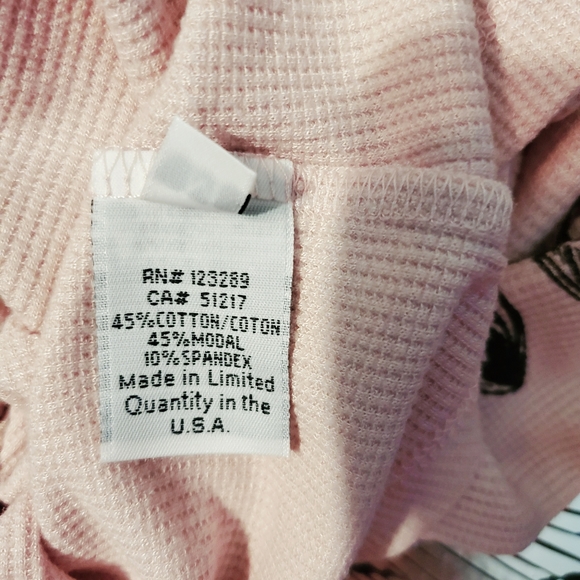 RN# 123289
CA# 51217
45%COTTON/COTON
45%MODAL
10%SPANDEX
Made in Limited
Quantity in the
U.S.A.